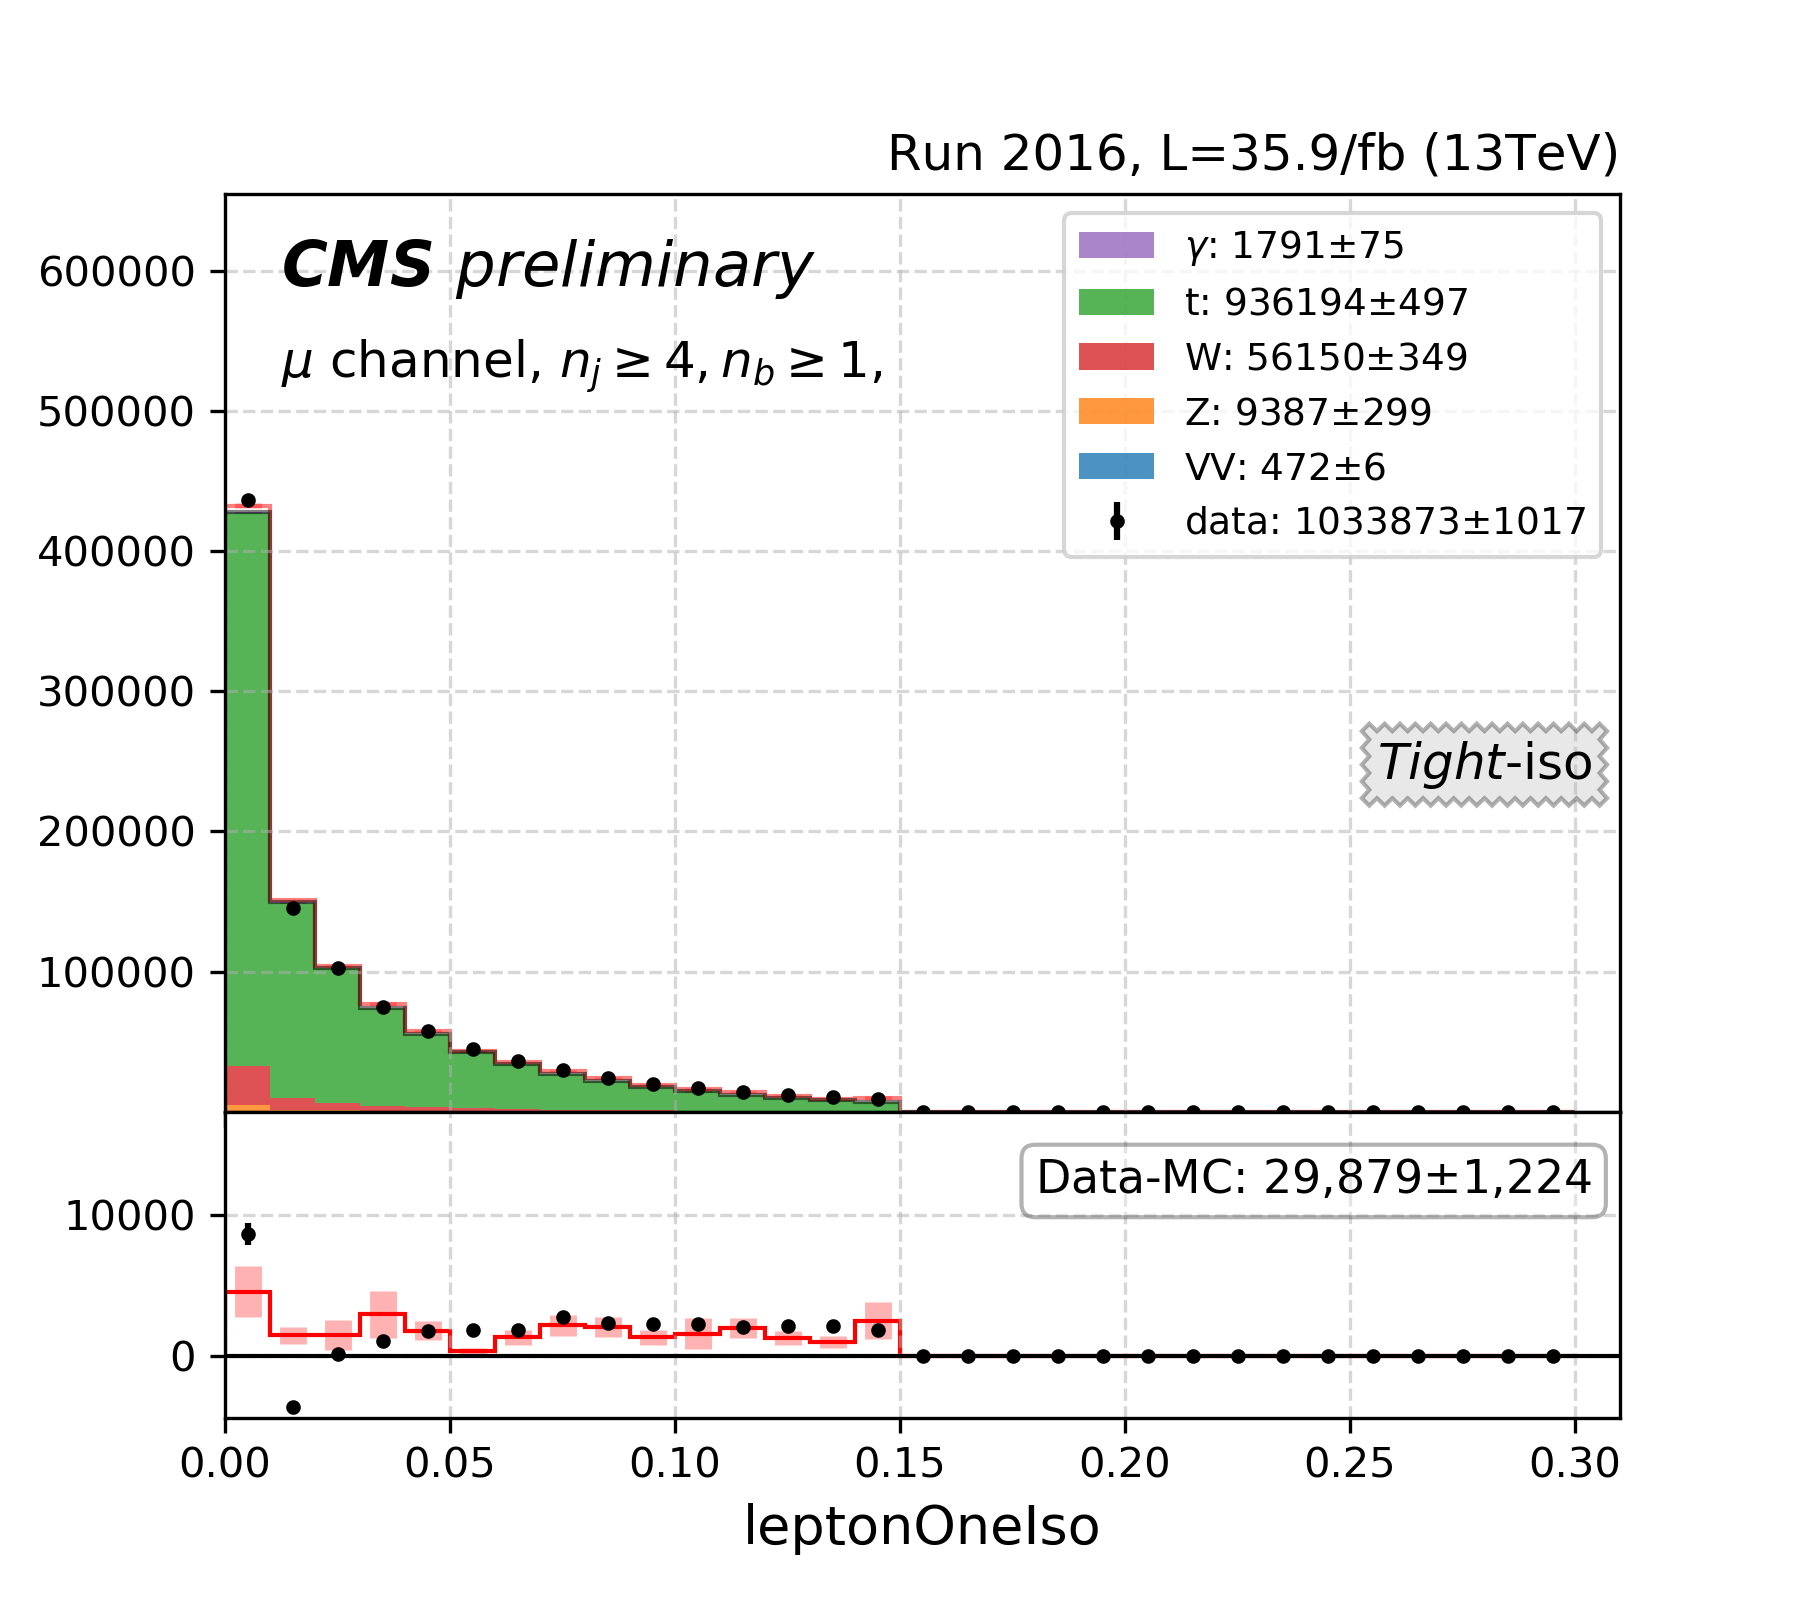 Run 2016, L=35.9/fb (13TeV)
CMS preliminary
μ channel, n_j ≥ 4, n_b ≥ 1,
γ: 1791±75
t: 936194±497
W: 56150±349
Z: 9387±299
VV: 472±6
data: 1033873±1017
600000
500000
400000
300000
200000
100000
Tight-iso
Data-MC: 29,879±1,224
10000
0
0.00 0.05 0.10 0.15 0.20 0.25 0.30
leptonOneIso